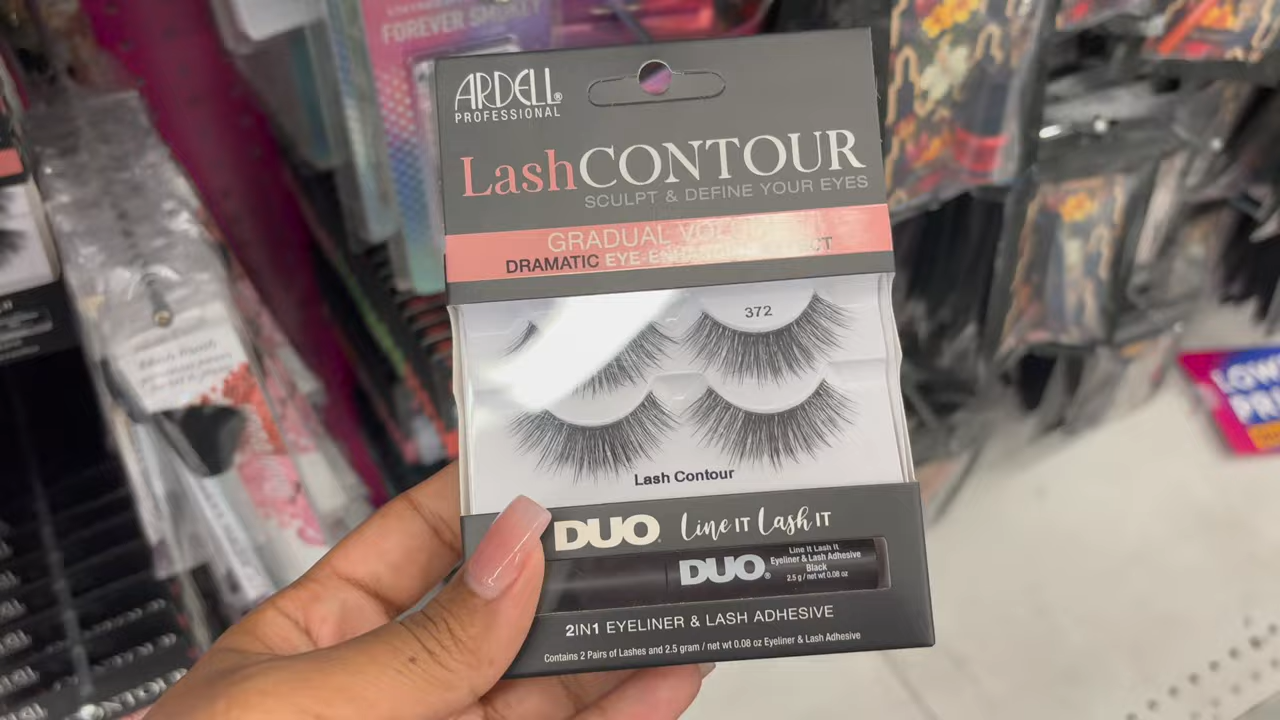 FOREVER SMOKEY
ARDELL®
PROFESSIONAL
LashCONTOUR
SCULPT & DEFINE YOUR EYES
GRADUAL
DRAMATIC
372
Lash Contour
DUO Line IT Lash IT
DUO®
Line It Lash It
Eyeliner & Lash Adhesive
Black
2.5 g / net wt 0.08 oz
2IN1 EYELINER & LASH ADHESIVE
Contains 2 Pairs of Lashes and 2.5 gram / net wt 0.08 oz Eyeliner & Lash Adhesive
LOW